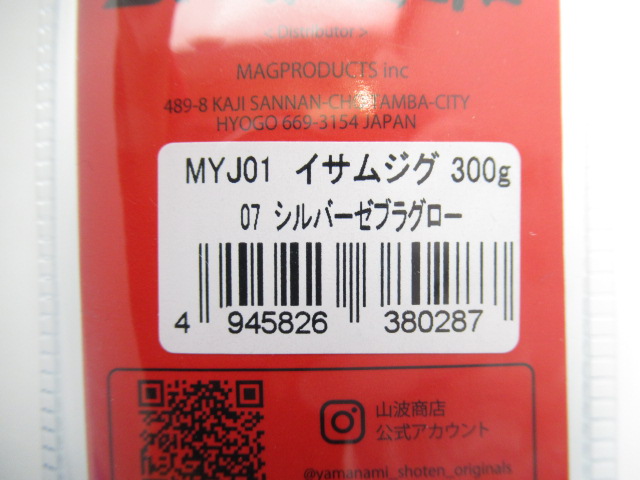 < Distributor >
MAGPRODUCTS inc
489-8 KAJI SANNAN-CHO TAMBA-CITY
HYOGO 669-3154 JAPAN
MYJ01 イサムジグ 300g
07 シルバーゼブラグロー
4 945826 380287
山波商店
公式アカウント
@yamanami_shoten_originals